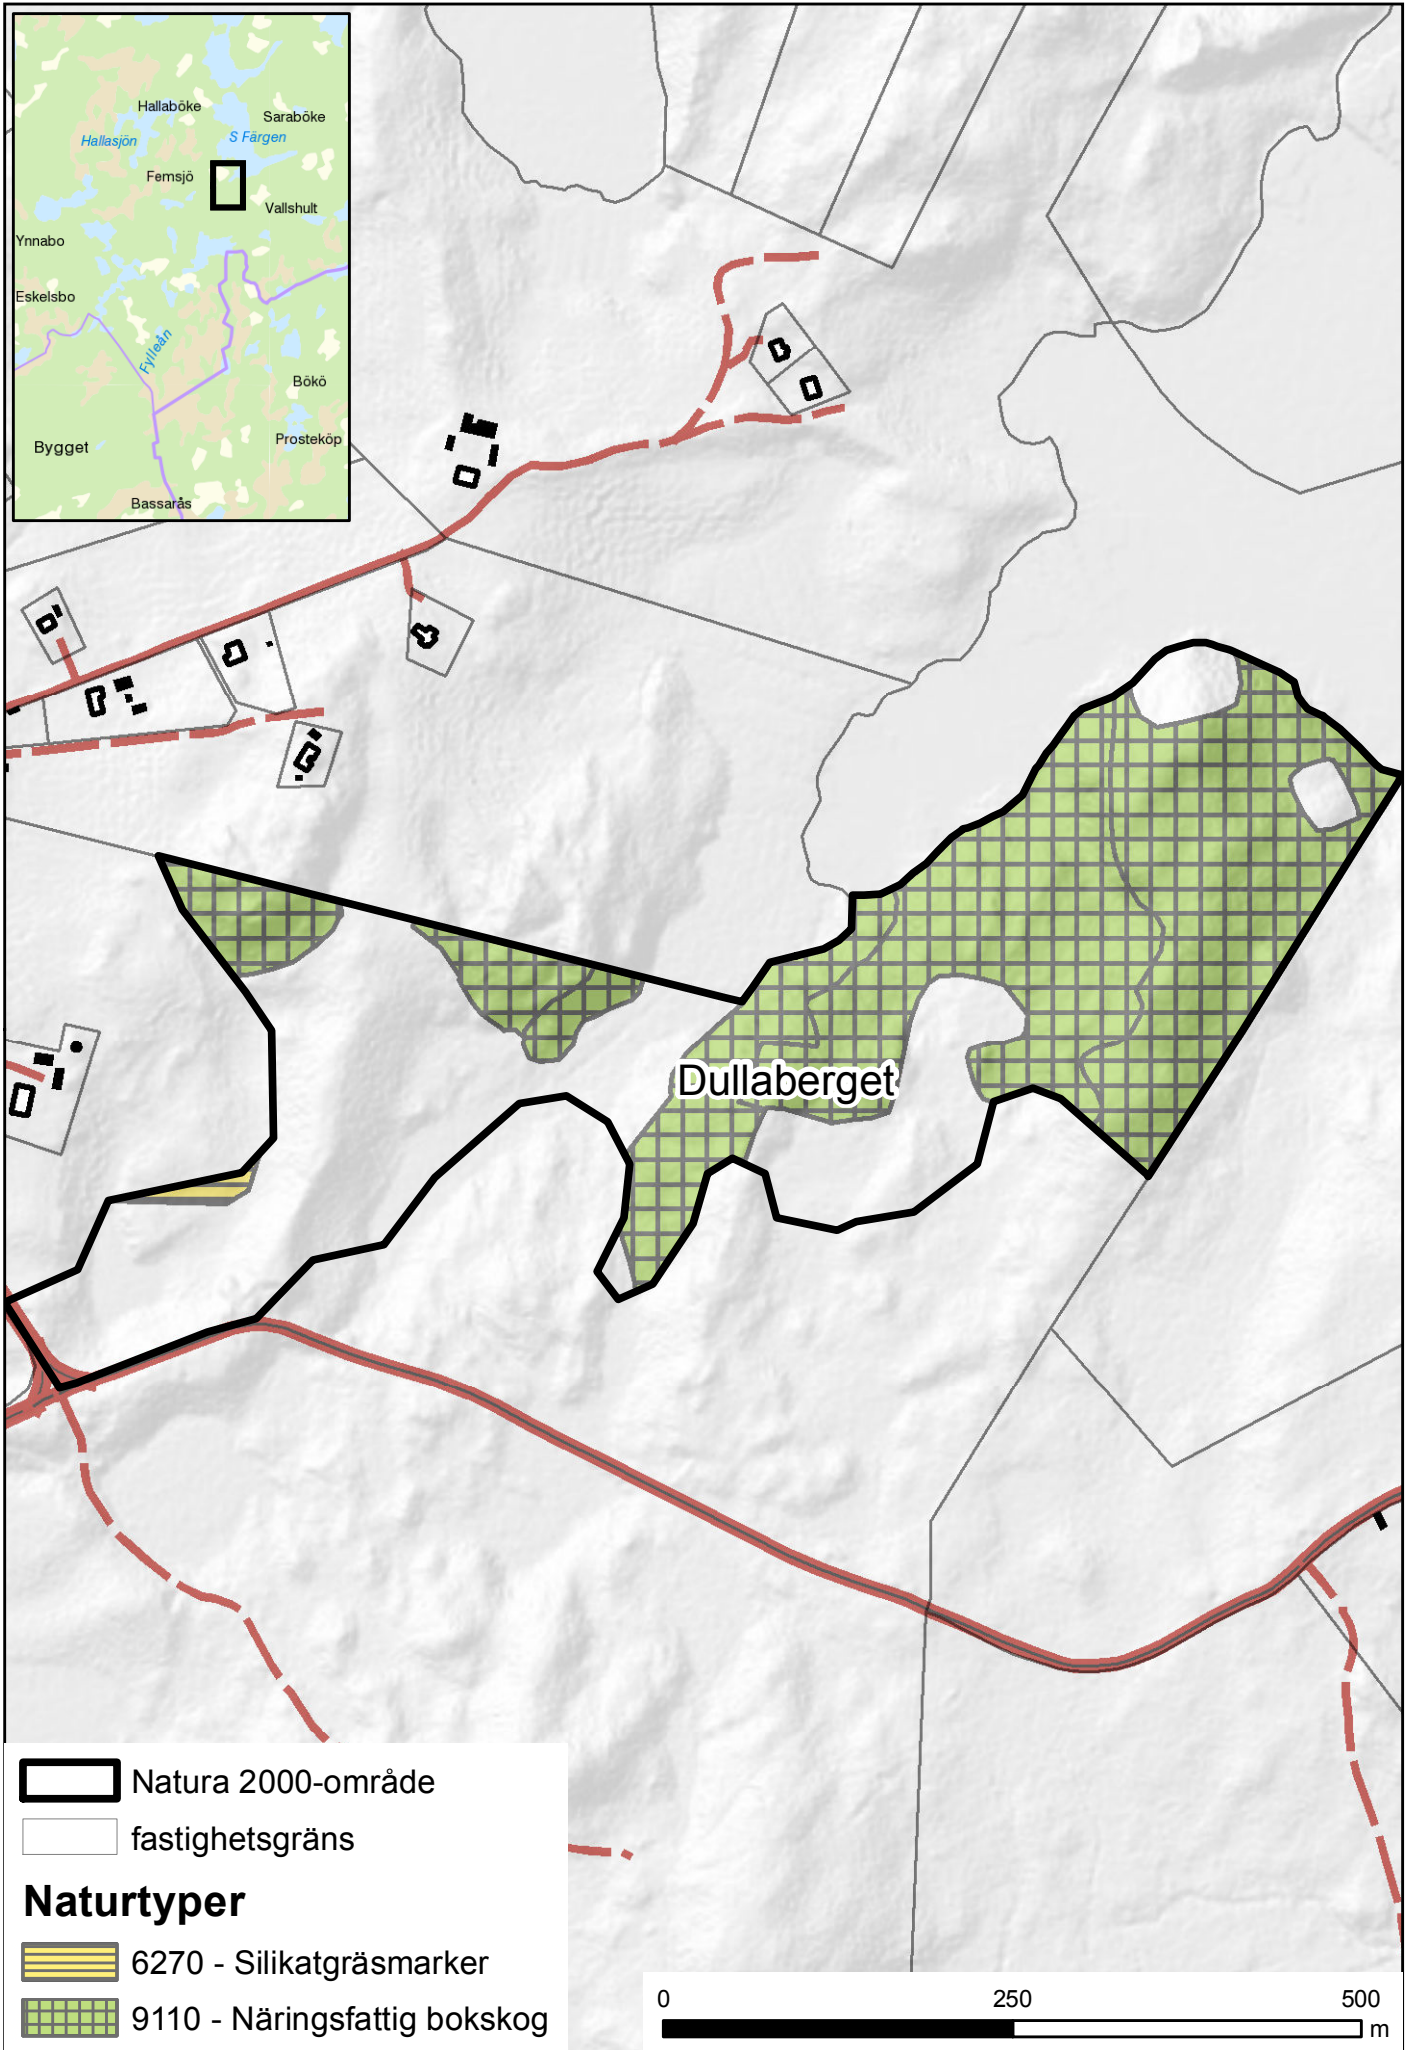 Hallaböke
Saraböke
Hallasjön
S Färgen
Femsjö
Vallshult
Ynnabo
Eskelsbo
Fylleån
Bökö
Prosteköp
Bygget
Bassarås
Dullaberget
Natura 2000-område
fastighetsgräns
Naturtyper
6270 - Silikatgräsmarker
9110 - Näringsfattig bokskog
0 250 500
m